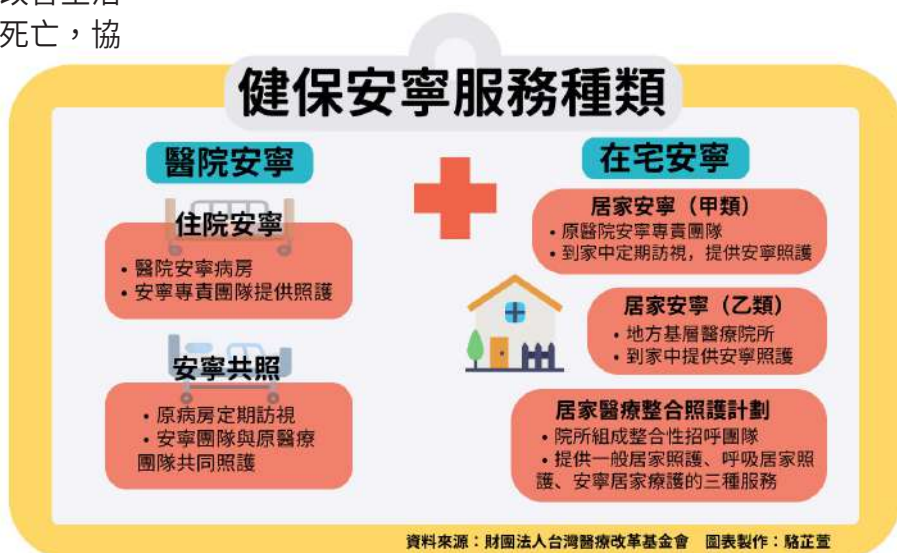 改善生活
死亡，協
健保安寧服務種類
醫院安寧
住院安寧
• 醫院安寧病房
• 安寧專責團隊提供照護
安寧共照
• 原病房定期訪視
• 安寧團隊與原醫療
團隊共同照護
在宅安寧
居家安寧（甲類）
• 原醫院安寧專責團隊
• 到家中定期訪視，提供安寧照護
居家安寧（乙類）
• 地方基層醫療院所
• 到家中提供安寧照護
居家醫療整合照護計劃
• 院所組成整合性招呼團隊
• 提供一般居家照護、呼吸居家照
護、安寧居家療護的三種服務
資料來源：財團法人台灣醫療改革基金會　圖表製作：駱芷萱